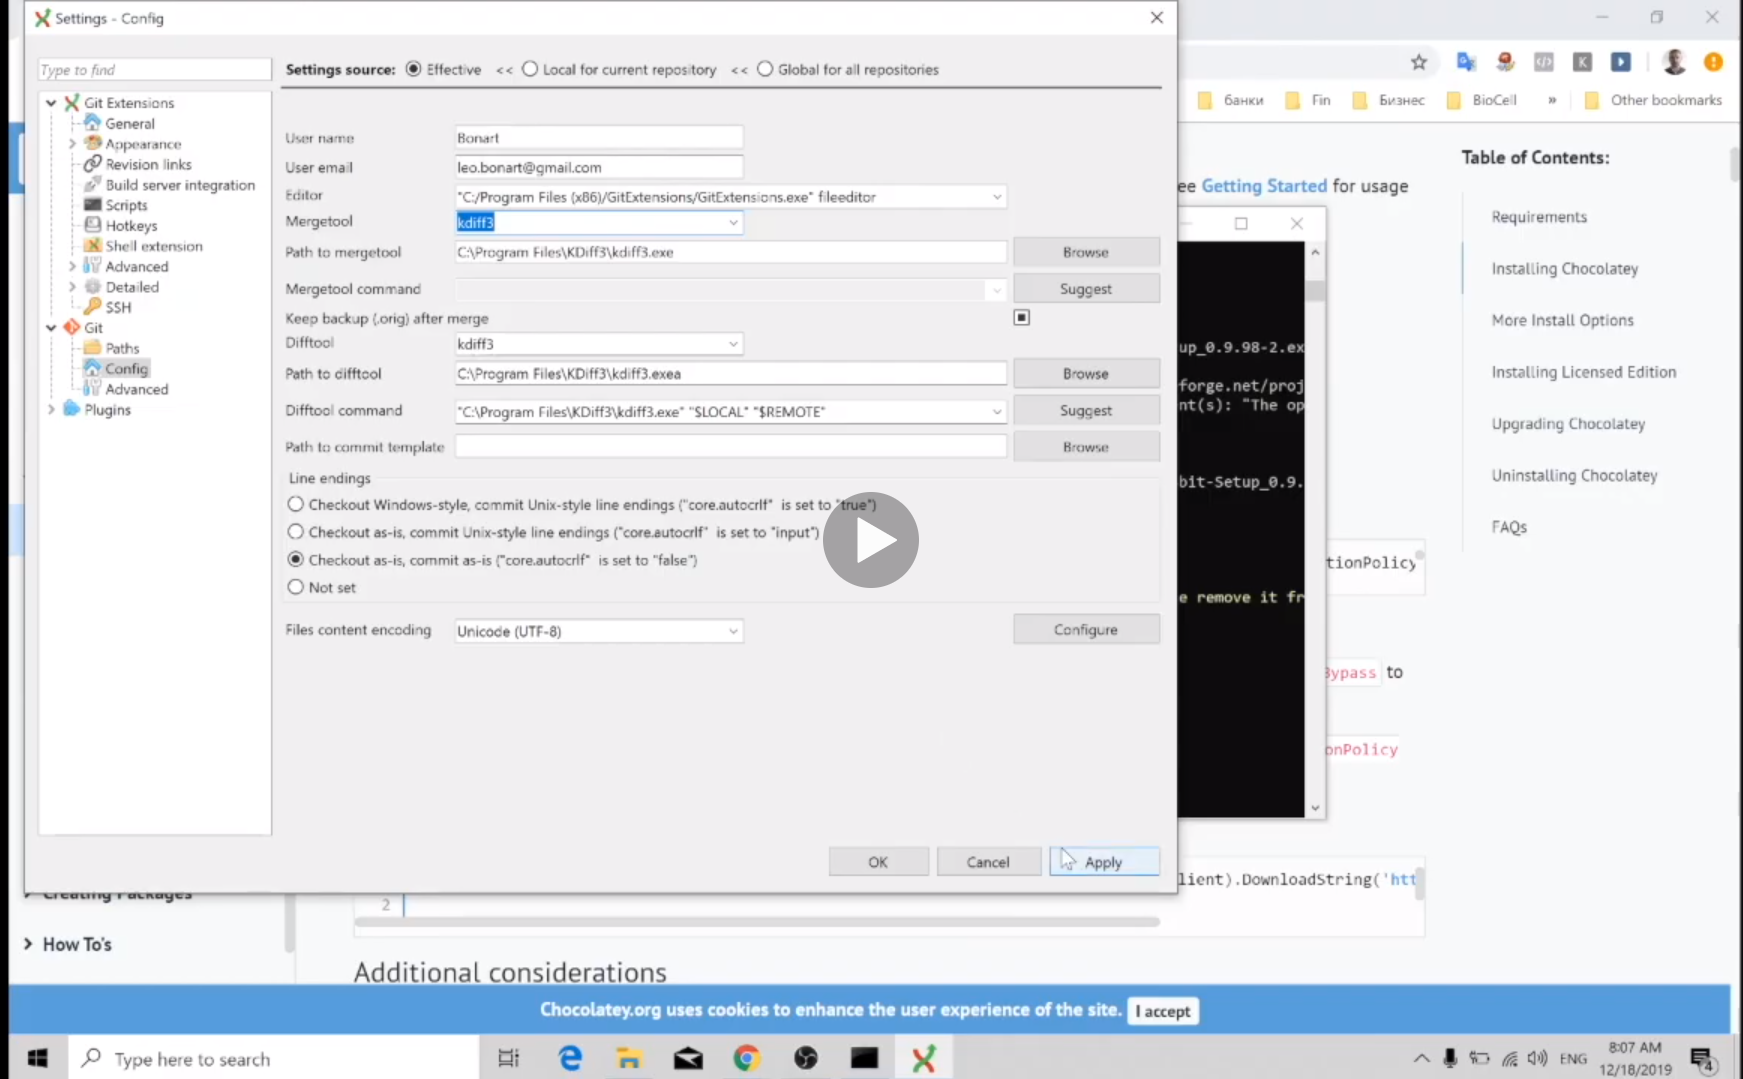 Settings - Config
Type to find
Settings source: Effective << Local for current repository << Global for all repositories
Git Extensions
General
Appearance
Revision links
Build server integration
Scripts
Hotkeys
Shell extension
Advanced
Detailed
SSH
Git
Paths
Config
Advanced
Plugins
User name Bonart
User email leo.bonart@gmail.com
Editor "C:/Program Files (x86)/GitExtensions/GitExtensions.exe" fileeditor
Mergetool kdiff3
Path to mergetool C:\Program Files\KDiff3\kdiff3.exe Browse
Mergetool command Suggest
Keep backup (.orig) after merge
Difftool kdiff3
Path to difftool C:\Program Files\KDiff3\kdiff3.exea Browse
Difftool command "C:\Program Files\KDiff3\kdiff3.exe" "$LOCAL" "$REMOTE" Suggest
Path to commit template Browse
Line endings
Checkout Windows-style, commit Unix-style line endings ("core.autocrlf" is set to "true")
Checkout as-is, commit Unix-style line endings ("core.autocrlf" is set to "input")
Checkout as-is, commit as-is ("core.autocrlf" is set to "false")
Not set
Files content encoding Unicode (UTF-8) Configure
OK Cancel Apply
банки Fin Бизнес BioCell » Other bookmarks
ee Getting Started for usage
up_0.9.98-2.ex
forge.net/proj
nt(s): "The op
bit-Setup_0.9.
e remove it fr
tionPolicy
Bypass to
onPolicy
lient).DownloadString('htt
2
Table of Contents:
Requirements
Installing Chocolatey
More Install Options
Installing Licensed Edition
Upgrading Chocolatey
Uninstalling Chocolatey
FAQs
Creating Packages
How To's
Additional considerations
Chocolatey.org uses cookies to enhance the user experience of the site. I accept
Type here to search
ENG
8:07 AM
12/18/2019
4